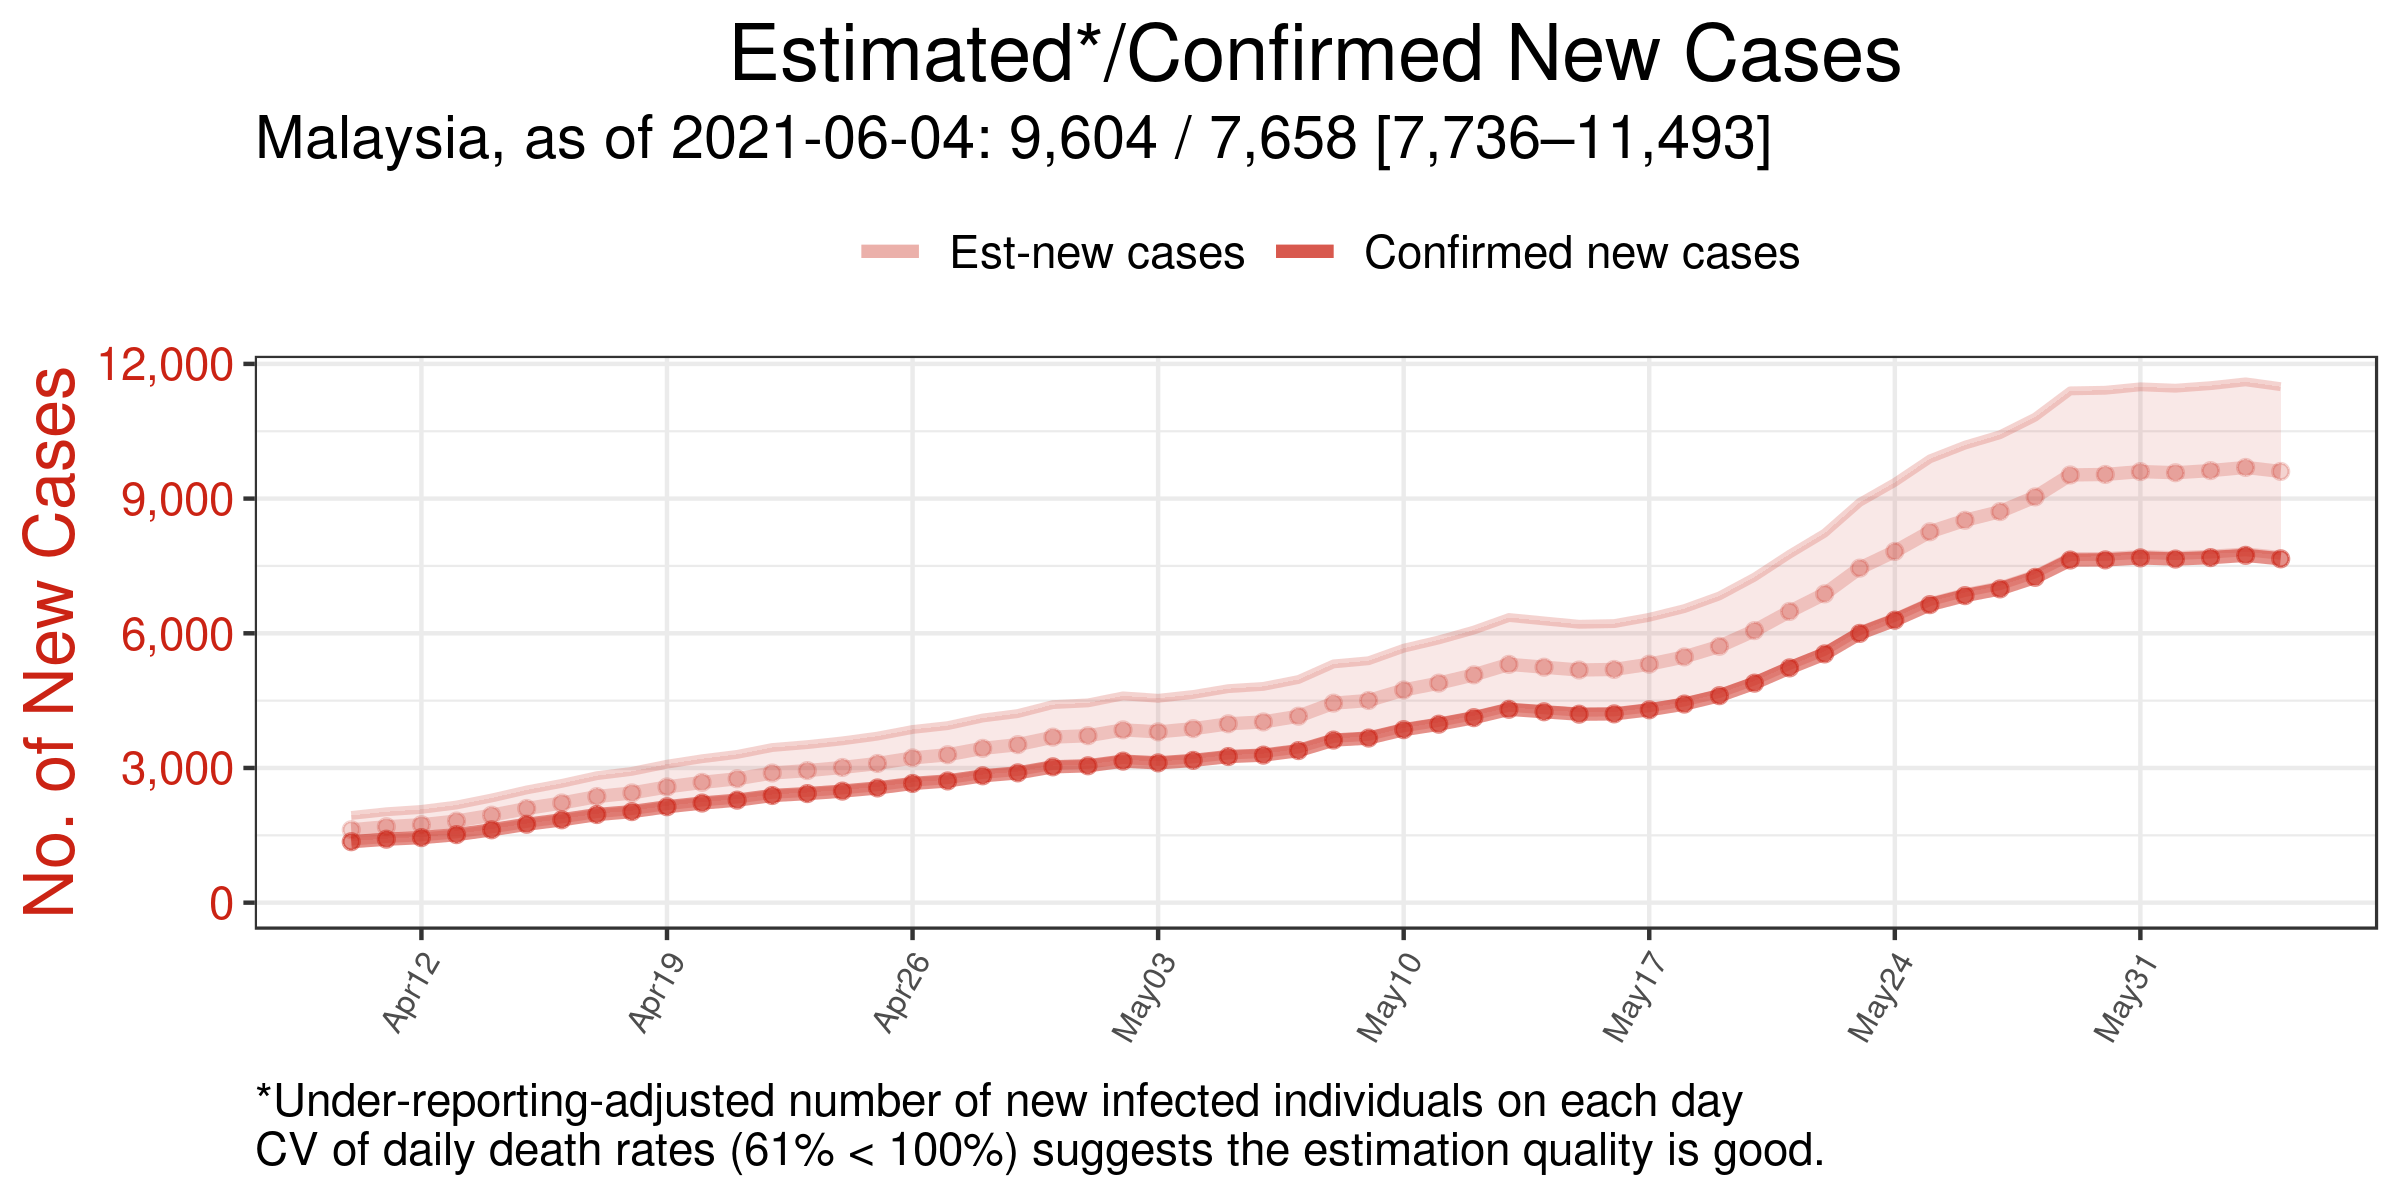 Estimated*/Confirmed New Cases
Malaysia, as of 2021-06-04: 9,604 / 7,658 [7,736–11,493]
Est-new cases
Confirmed new cases
No. of New Cases
12,000
9,000
6,000
3,000
0
Apr12
Apr19
Apr26
May03
May10
May17
May24
May31
*Under-reporting-adjusted number of new infected individuals on each day
CV of daily death rates (61% < 100%) suggests the estimation quality is good.